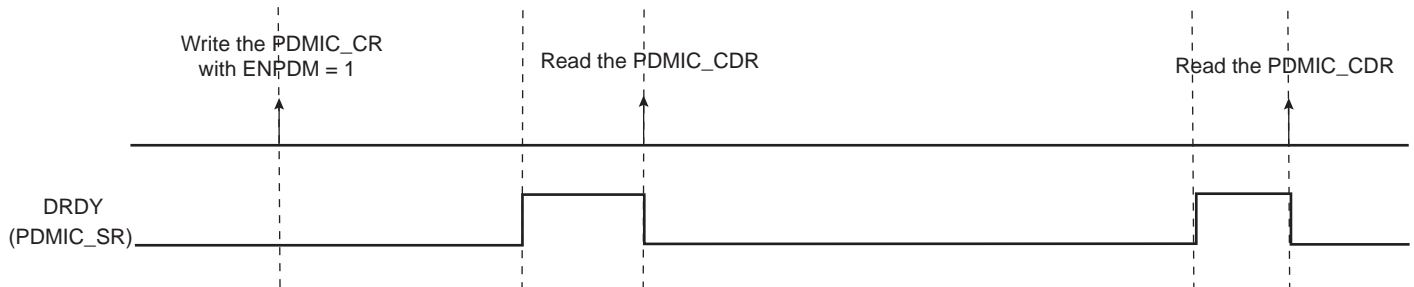 Write the PDMIC_CR
with ENPDM = 1
Read the PDMIC_CDR
Read the PDMIC_CDR
DRDY
(PDMIC_SR)